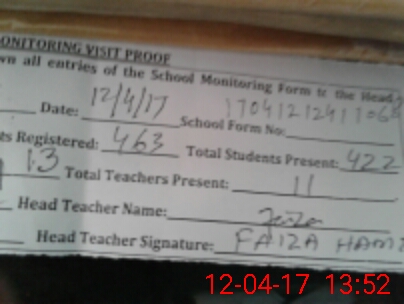 ONITORING VISIT PROOF
wn all entries of the School Monitoring Form to the Head
Date: 12/4/17 School Form No:
ts Registered: 463 Total Students Present: 422
13 Total Teachers Present: 11
Head Teacher Name:
Head Teacher Signature: FAIZA HAM
12-04-17 13:52